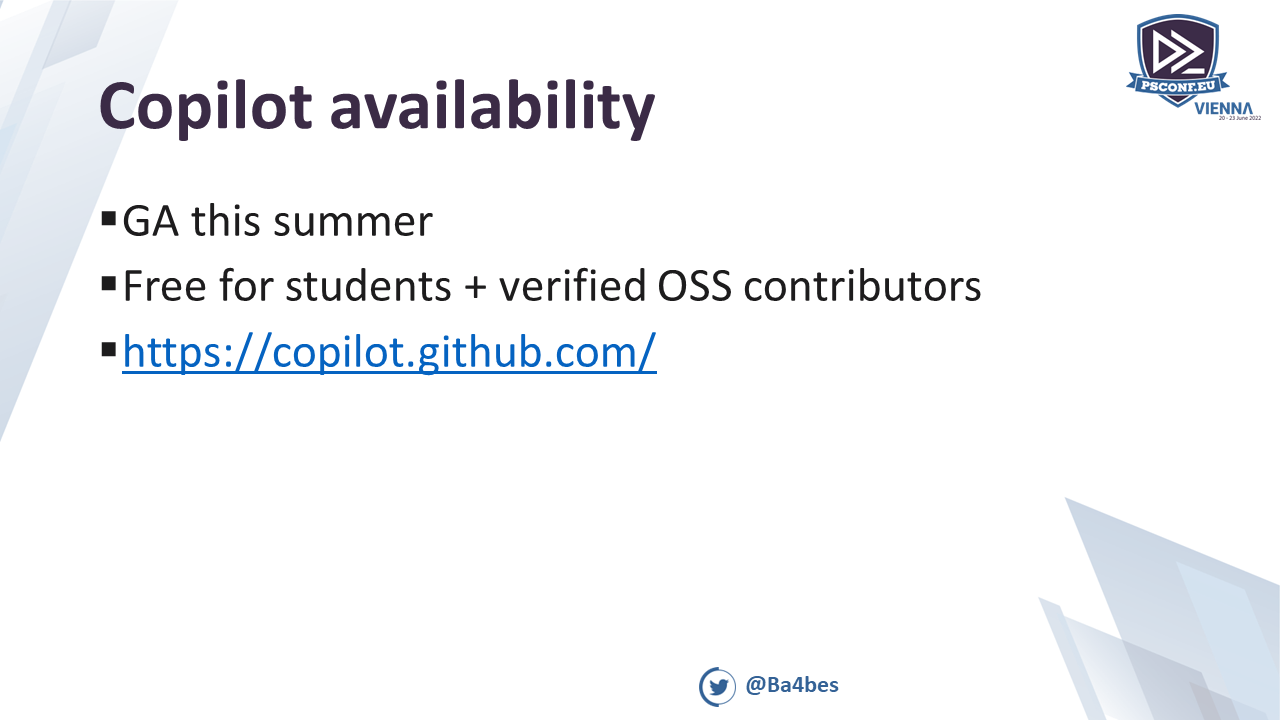 Copilot availability
PSCONF.EU
VIENNA
20 - 23 June 2022
▪GA this summer
▪Free for students + verified OSS contributors
▪https://copilot.github.com/
@Ba4bes